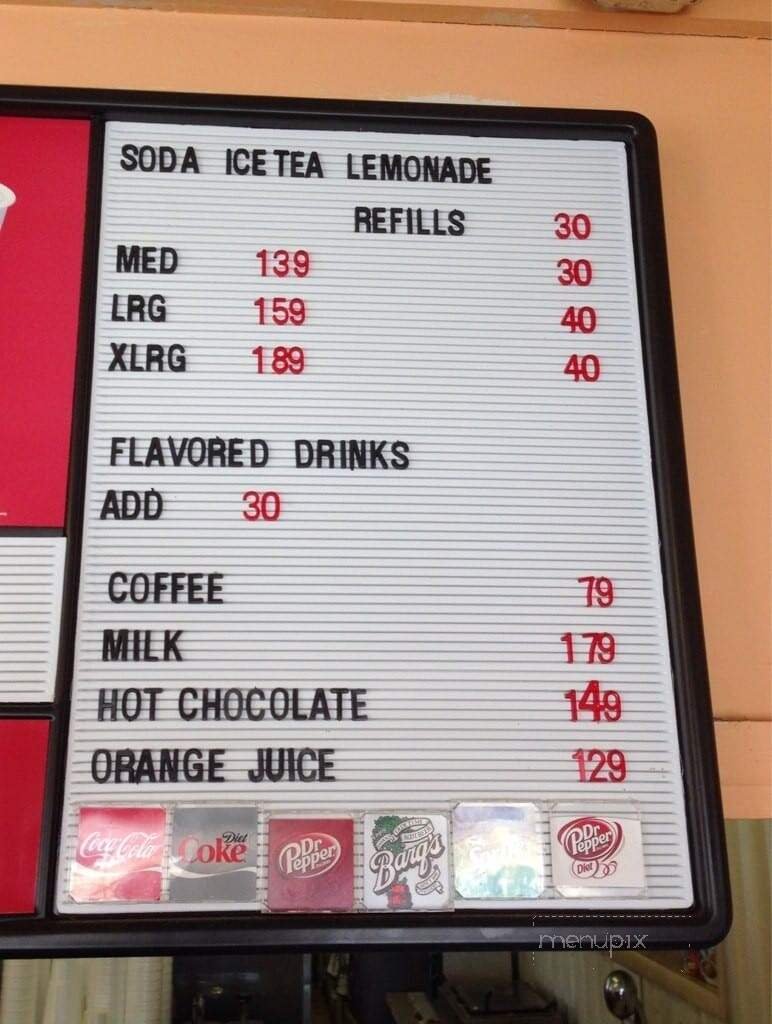 SODA ICE TEA LEMONADE
REFILLS 30
MED 139 30
LRG 159 40
XLRG 189 40
FLAVORED DRINKS
ADD 30
COFFEE 79
MILK 179
HOT CHOCOLATE 149
ORANGE JUICE 129
Coca-Cola Diet Coke Dr Pepper Barq's Sprite Dr Pepper Diet
menupix